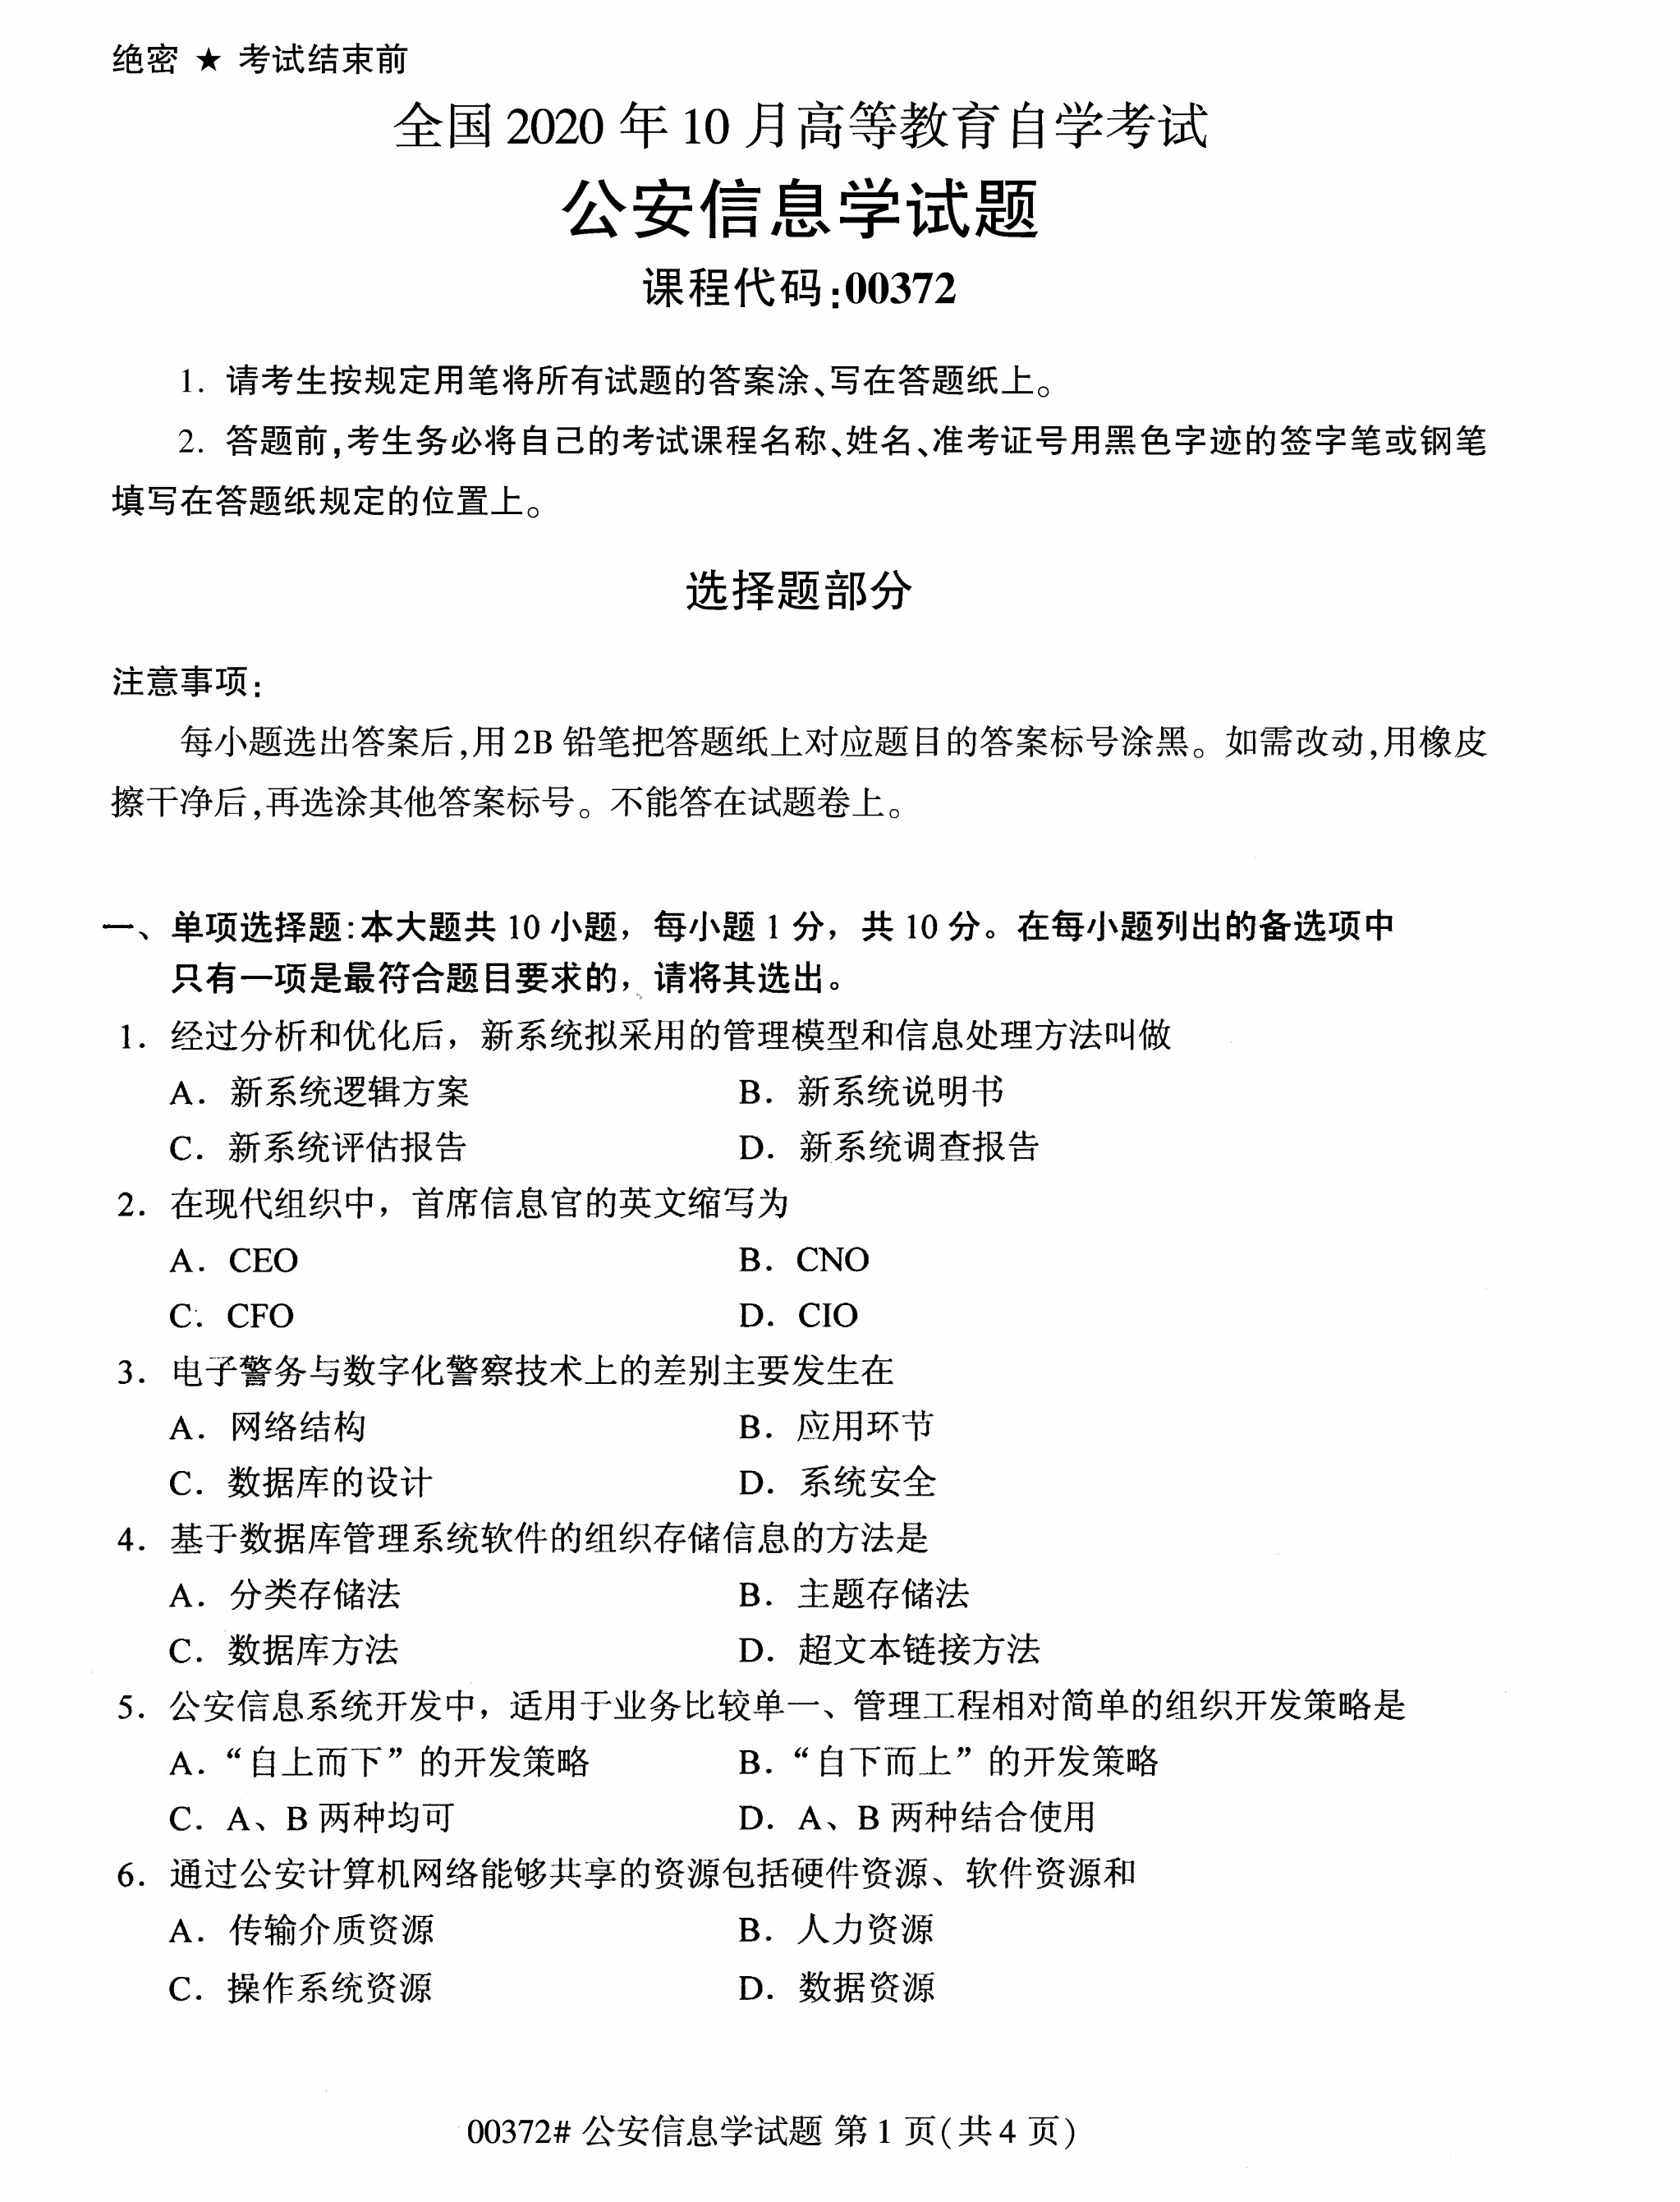 绝密 ★ 考试结束前
全国 2020 年 10 月高等教育自学考试
公安信息学试题
课程代码:00372
1. 请考生按规定用笔将所有试题的答案涂、写在答题纸上。
2. 答题前,考生务必将自己的考试课程名称、姓名、准考证号用黑色字迹的签字笔或钢笔
填写在答题纸规定的位置上。
选择题部分
注意事项:
每小题选出答案后,用 2B 铅笔把答题纸上对应题目的答案标号涂黑。如需改动,用橡皮
擦干净后,再选涂其他答案标号。不能答在试题卷上。
一、单项选择题:本大题共 10 小题，每小题 1 分，共 10 分。在每小题列出的备选项中
只有一项是最符合题目要求的，请将其选出。
1. 经过分析和优化后，新系统拟采用的管理模型和信息处理方法叫做
A. 新系统逻辑方案 B. 新系统说明书
C. 新系统评估报告 D. 新系统调查报告
2. 在现代组织中，首席信息官的英文缩写为
A. CEO B. CNO
C. CFO D. CIO
3. 电子警务与数字化警察技术上的差别主要发生在
A. 网络结构 B. 应用环节
C. 数据库的设计 D. 系统安全
4. 基于数据库管理系统软件的组织存储信息的方法是
A. 分类存储法 B. 主题存储法
C. 数据库方法 D. 超文本链接方法
5. 公安信息系统开发中，适用于业务比较单一、管理工程相对简单的组织开发策略是
A. “自上而下”的开发策略 B. “自下而上”的开发策略
C. A、B 两种均可 D. A、B 两种结合使用
6. 通过公安计算机网络能够共享的资源包括硬件资源、软件资源和
A. 传输介质资源 B. 人力资源
C. 操作系统资源 D. 数据资源
00372# 公安信息学试题 第 1 页(共 4 页)